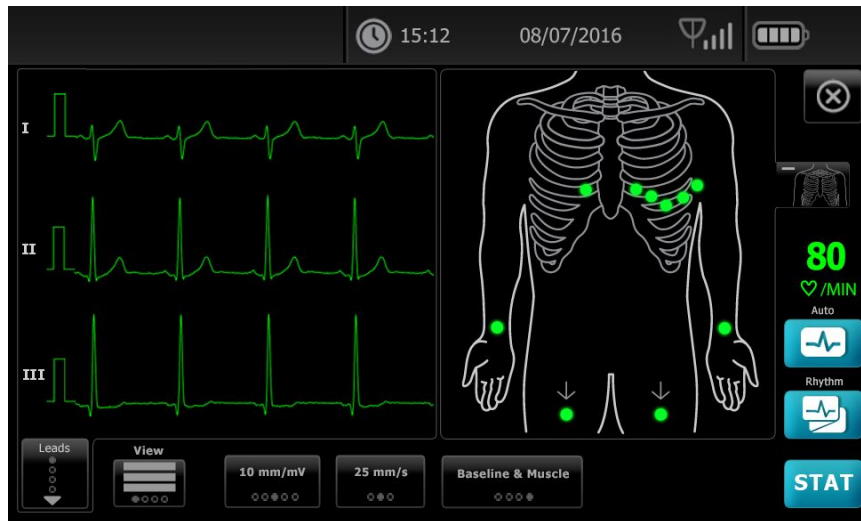 15:12 08/07/2016
I
II
III
80
/MIN
Auto
Rhythm
Leads
View
10 mm/mV
25 mm/s
Baseline & Muscle
STAT